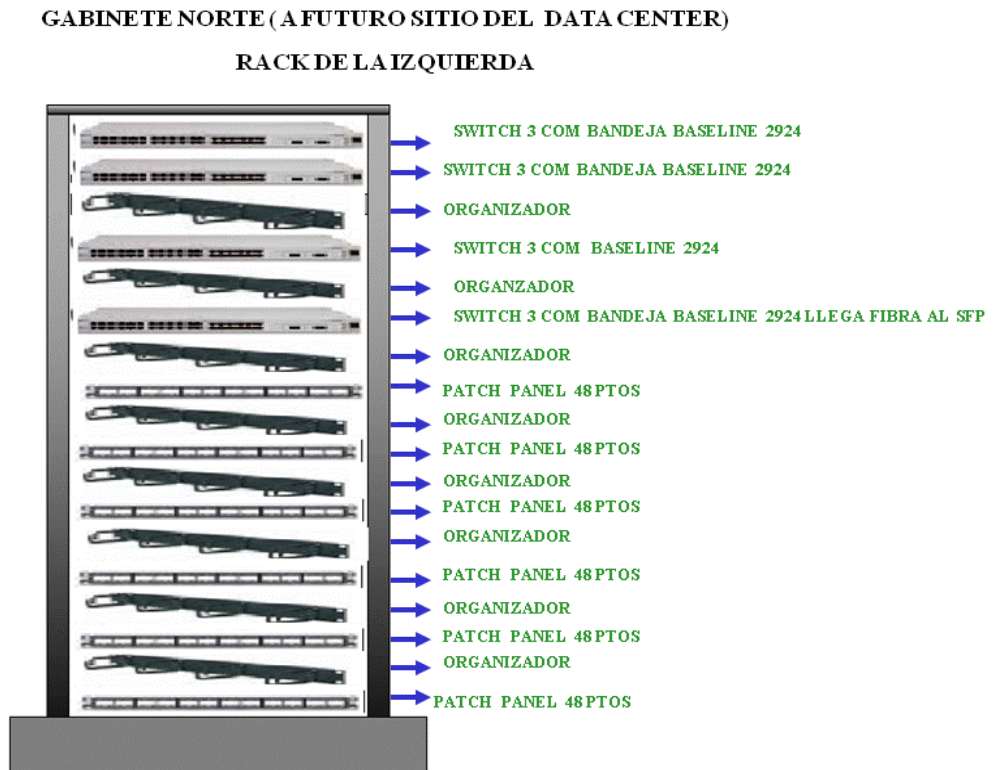 GABINETE NORTE ( A FUTURO SITIO DEL DATA CENTER)
RACK DE LA IZQUIERDA
SWITCH 3 COM BANDEJA BASELINE 2924
SWITCH 3 COM BANDEJA BASELINE 2924
ORGANIZADOR
SWITCH 3 COM BASELINE 2924
ORGANZADOR
SWITCH 3 COM BANDEJA BASELINE 2924 LLEGA FIBRA AL SFP
ORGANIZADOR
PATCH PANEL 48 PTOS
ORGANIZADOR
PATCH PANEL 48 PTOS
ORGANIZADOR
PATCH PANEL 48 PTOS
ORGANIZADOR
PATCH PANEL 48 PTOS
ORGANIZADOR
PATCH PANEL 48 PTOS
ORGANIZADOR
PATCH PANEL 48 PTOS